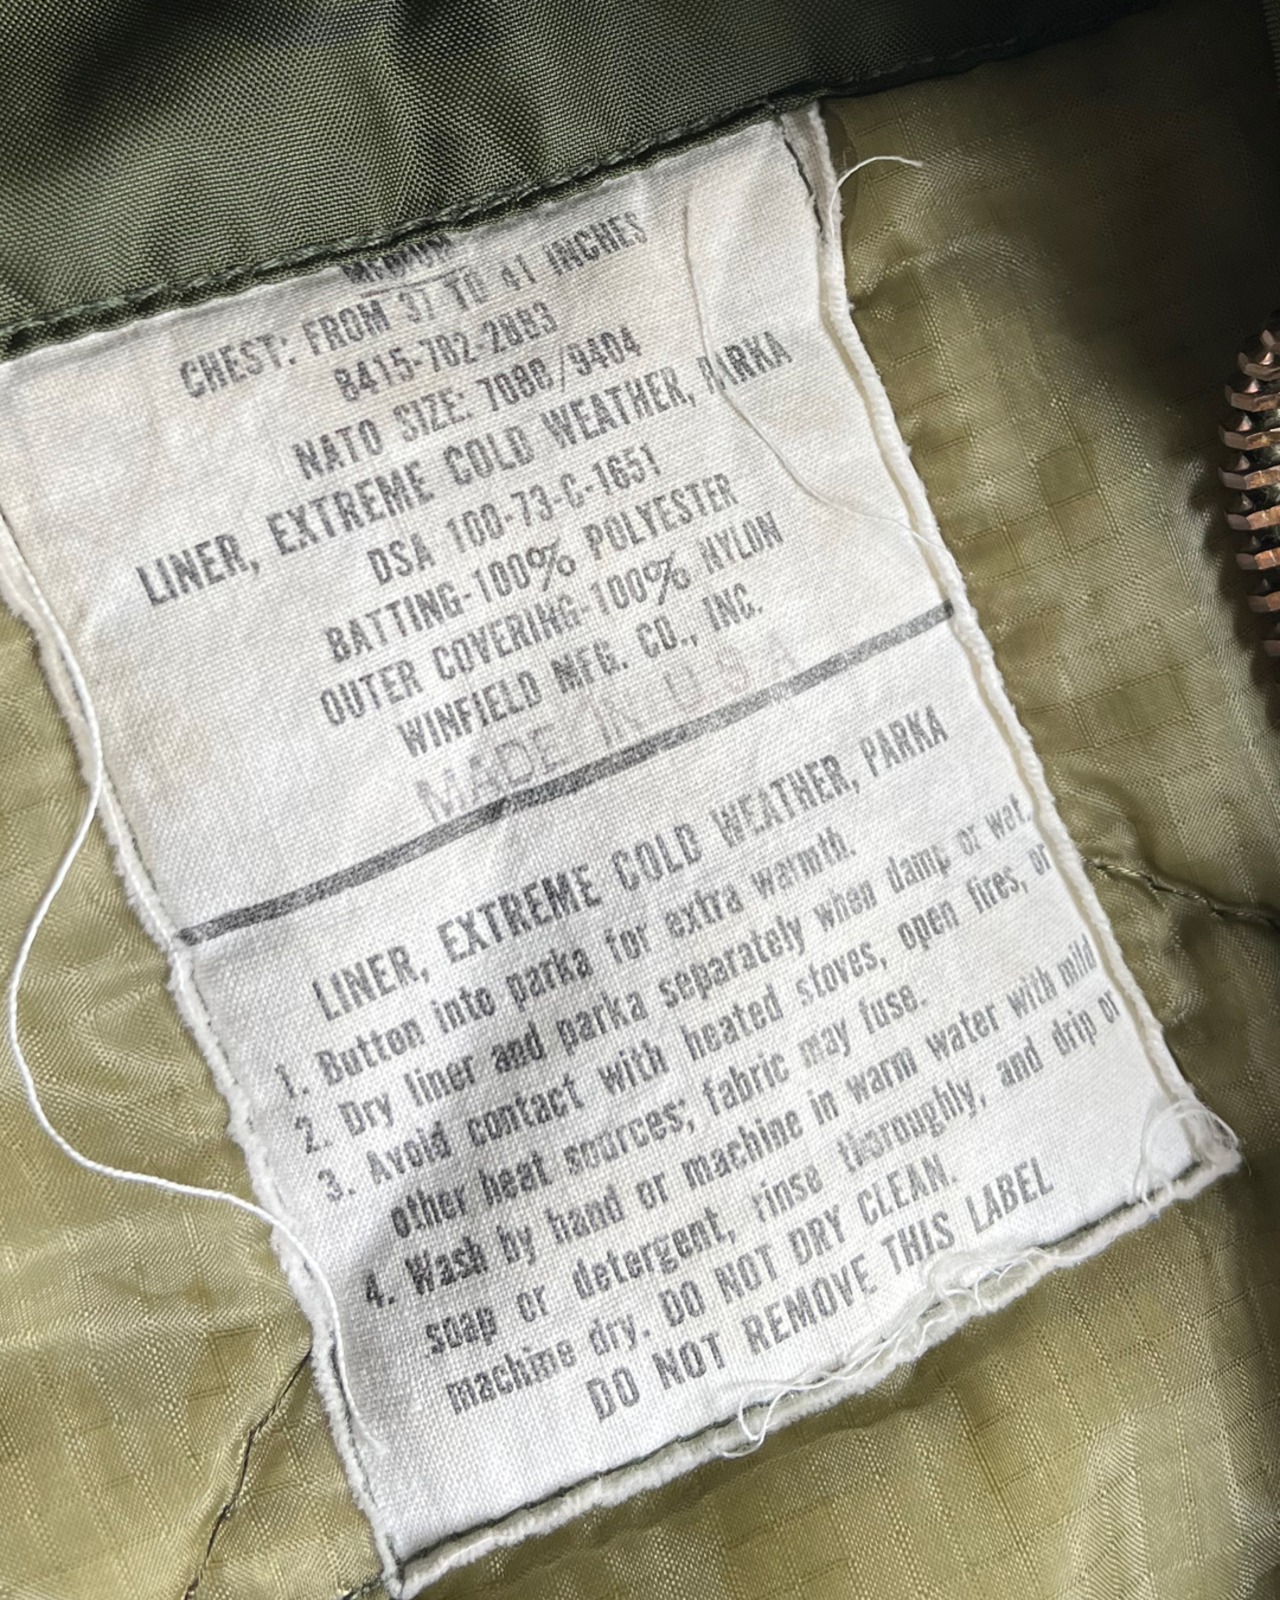 MEDIUM
CHEST: FROM 37 TO 41 INCHES
8415-782-2883
NATO SIZE: 7080/9404
LINER, EXTREME COLD WEATHER, PARKA
DSA 100-73-C-1651
BATTING-100% POLYESTER
OUTER COVERING-100% NYLON
WINFIELD MFG. CO., INC.
MADE IN U.S.A
LINER, EXTREME COLD WEATHER, PARKA
1. Button into parka for extra warmth.
2. Dry liner and parka separately when damp or wet.
3. Avoid contact with heated stoves, open fires, or
other heat sources; fabric may fuse.
4. Wash by hand or machine in warm water with mild
soap or detergent, rinse thoroughly, and drip or
machine dry. DO NOT DRY CLEAN.
DO NOT REMOVE THIS LABEL